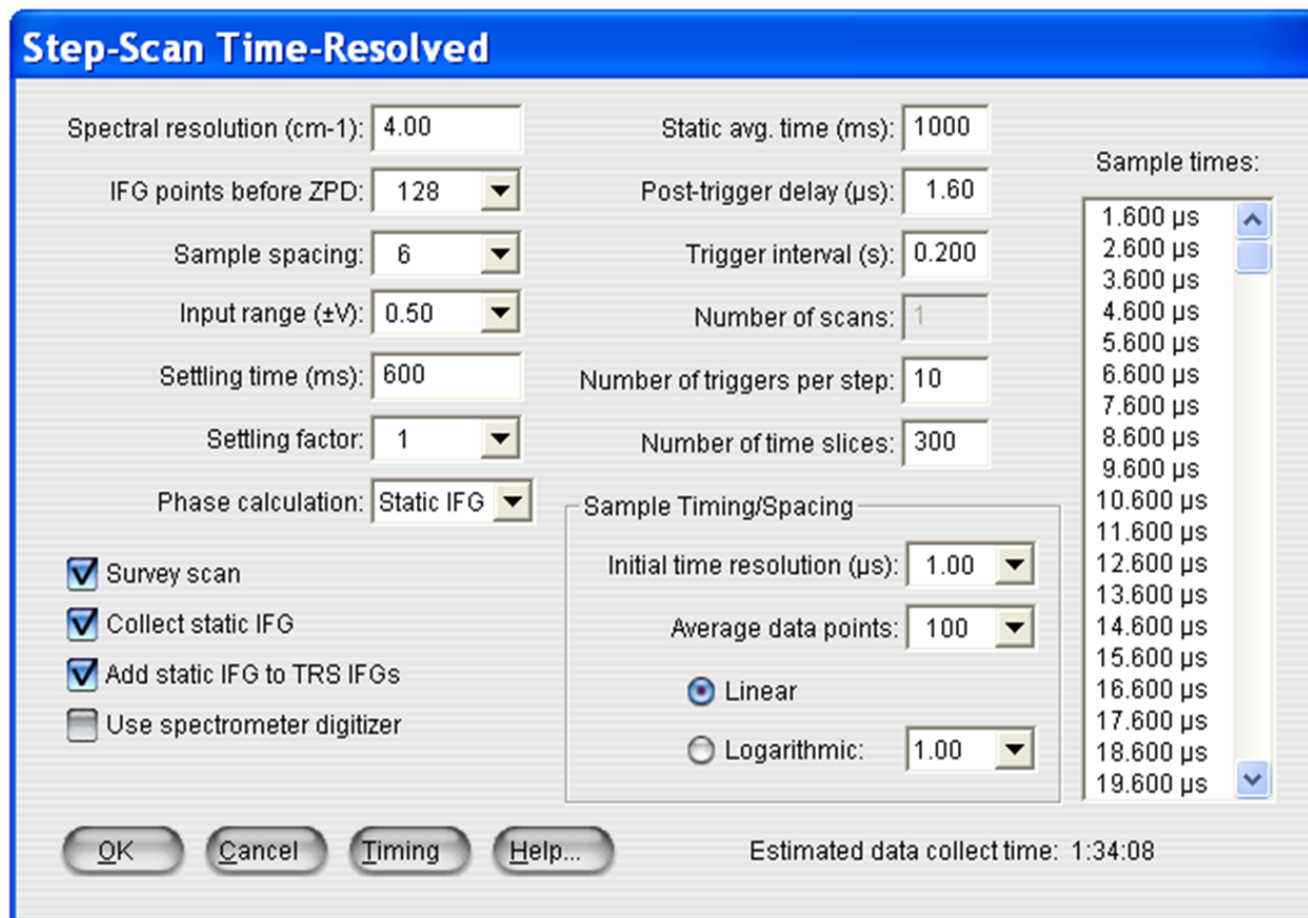 Step-Scan Time-Resolved
Spectral resolution (cm-1): 4.00
IFG points before ZPD: 128
Sample spacing: 6
Input range (±V): 0.50
Settling time (ms): 600
Settling factor: 1
Phase calculation: Static IFG
Survey scan
Collect static IFG
Add static IFG to TRS IFGs
Use spectrometer digitizer
Static avg. time (ms): 1000
Post-trigger delay (µs): 1.60
Trigger interval (s): 0.200
Number of scans: 1
Number of triggers per step: 10
Number of time slices: 300
Sample Timing/Spacing
Initial time resolution (µs): 1.00
Average data points: 100
Linear
Logarithmic: 1.00
Sample times:
1.600 µs
2.600 µs
3.600 µs
4.600 µs
5.600 µs
6.600 µs
7.600 µs
8.600 µs
9.600 µs
10.600 µs
11.600 µs
12.600 µs
13.600 µs
14.600 µs
15.600 µs
16.600 µs
17.600 µs
18.600 µs
19.600 µs
OK Cancel Timing Help...
Estimated data collect time: 1:34:08